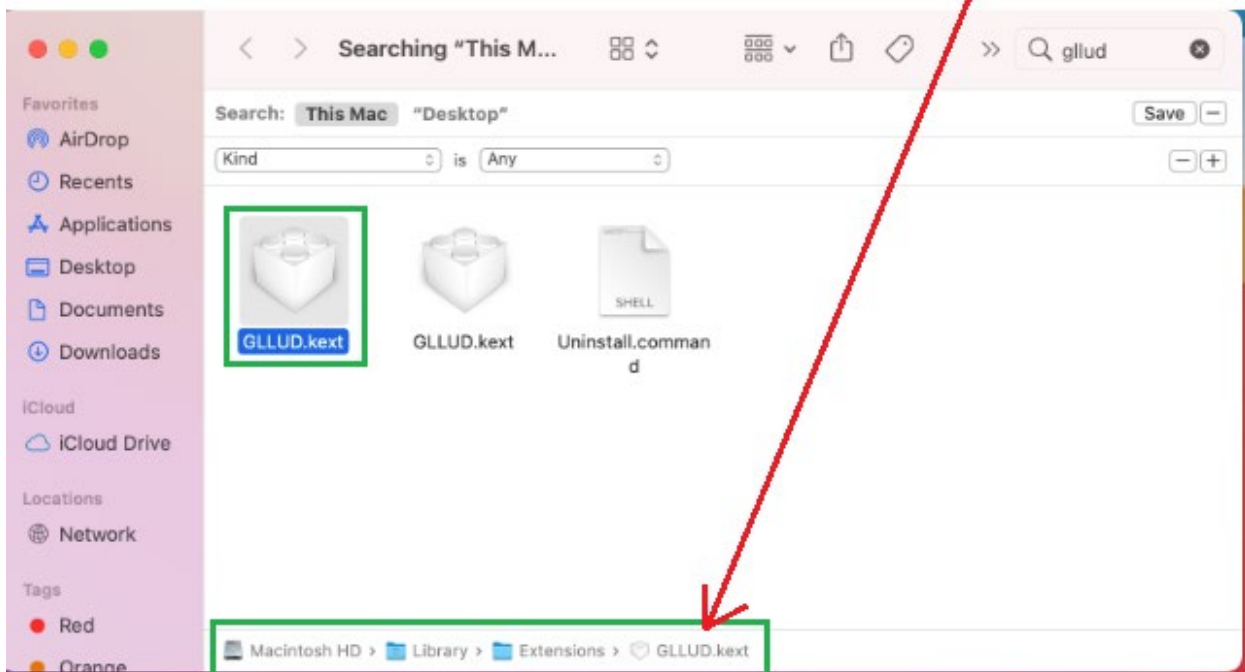 Searching "This M...
gllud
Favorites
AirDrop
Recents
Applications
Desktop
Documents
Downloads
iCloud
iCloud Drive
Locations
Network
Tags
Red
Orange
Search: This Mac "Desktop"
Save
Kind is Any
GLLUD.kext
GLLUD.kext
SHELL
Uninstall.comman
d
Macintosh HD › Library › Extensions › GLLUD.kext